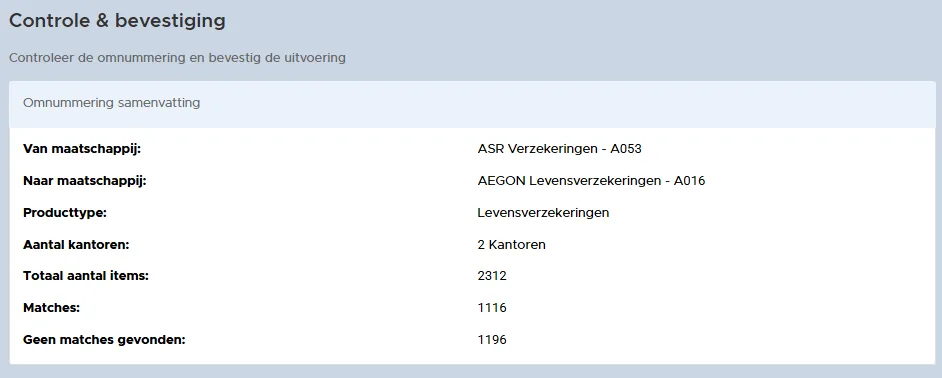 Controle & bevestiging
Controleer de omnummering en bevestig de uitvoering
Omnummering samenvatting
Van maatschappij: ASR Verzekeringen - A053
Naar maatschappij: AEGON Levensverzekeringen - A016
Producttype: Levensverzekeringen
Aantal kantoren: 2 Kantoren
Totaal aantal items: 2312
Matches: 1116
Geen matches gevonden: 1196